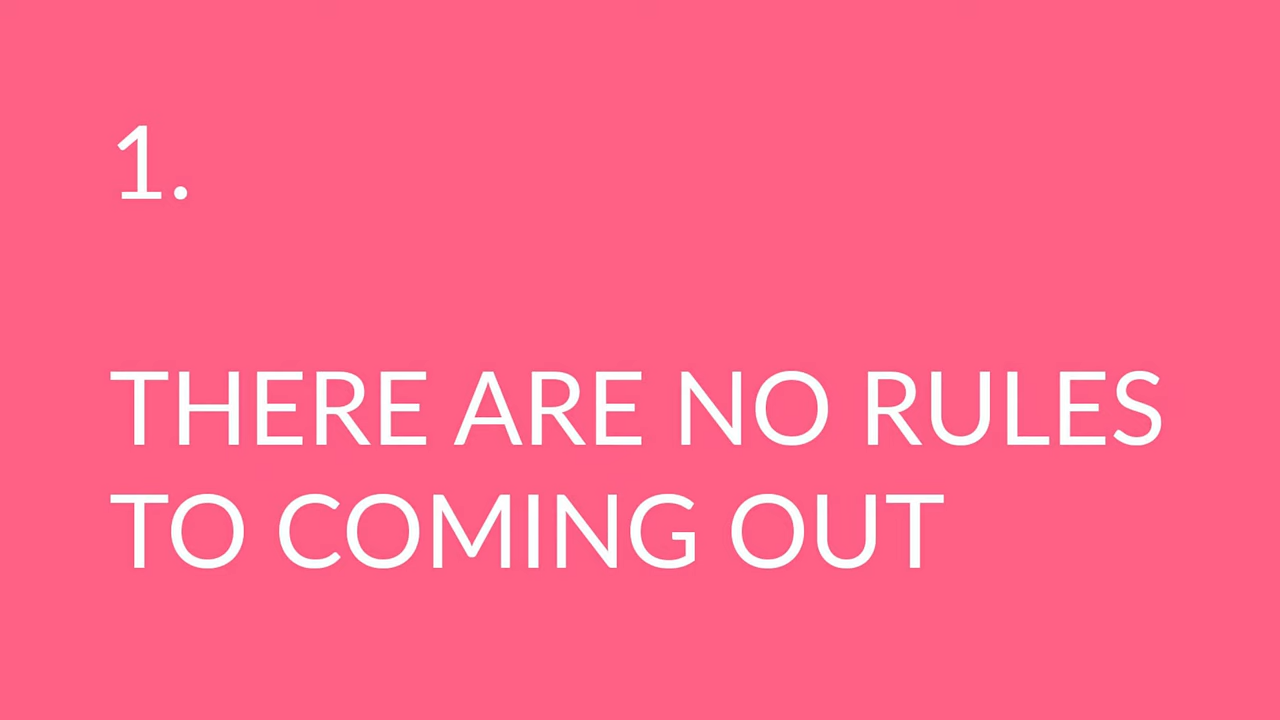 1.
THERE ARE NO RULES
TO COMING OUT